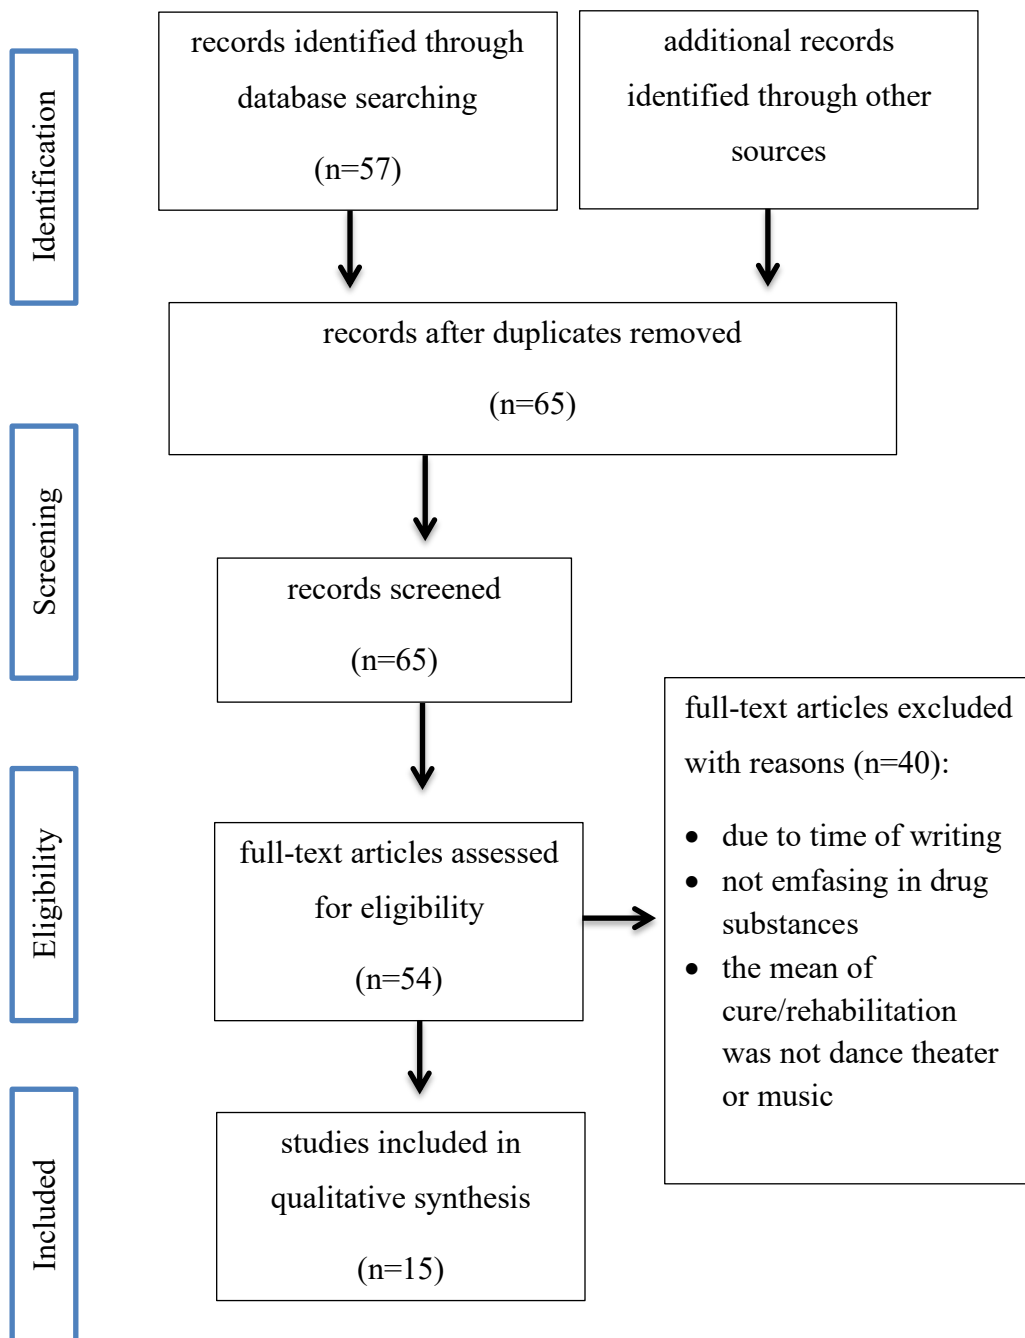 Identification
records identified through
database searching
(n=57)
additional records
identified through other
sources
records after duplicates removed
(n=65)
Screening
records screened
(n=65)
Eligibility
full-text articles assessed
for eligibility
(n=54)
full-text articles excluded
with reasons (n=40):
• due to time of writing
• not emfasing in drug
substances
• the mean of
cure/rehabilitation
was not dance theater
or music
Included
studies included in
qualitative synthesis
(n=15)